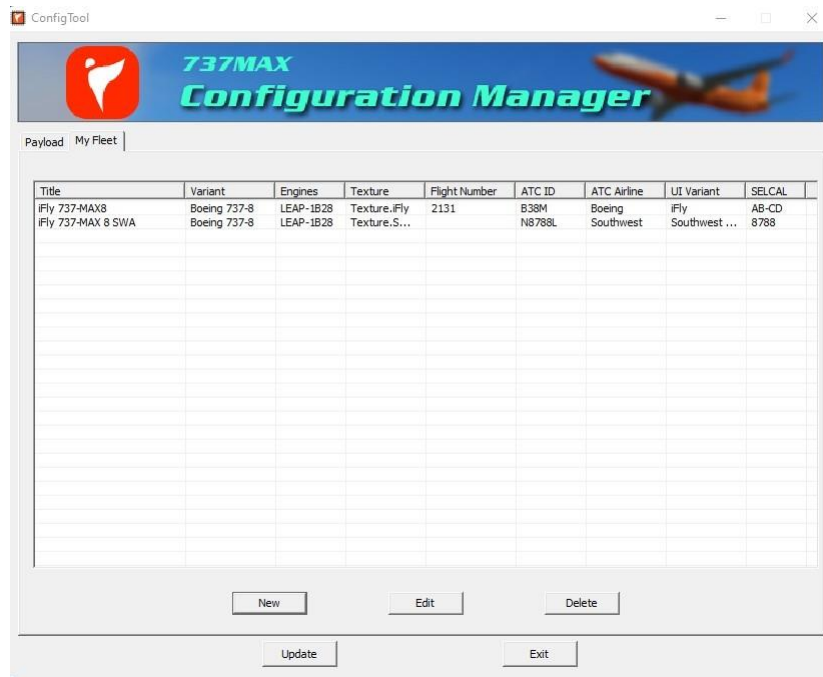 ConfigTool
737MAX
Configuration Manager
Payload My Fleet
Title Variant Engines Texture Flight Number ATC ID ATC Airline UI Variant SELCAL
iFly 737-MAX8 Boeing 737-8 LEAP-1B28 Texture.iFly 2131 B38M Boeing iFly AB-CD
iFly 737-MAX 8 SWA Boeing 737-8 LEAP-1B28 Texture.S... N8788L Southwest Southwest ... 8788
New Edit Delete
Update Exit